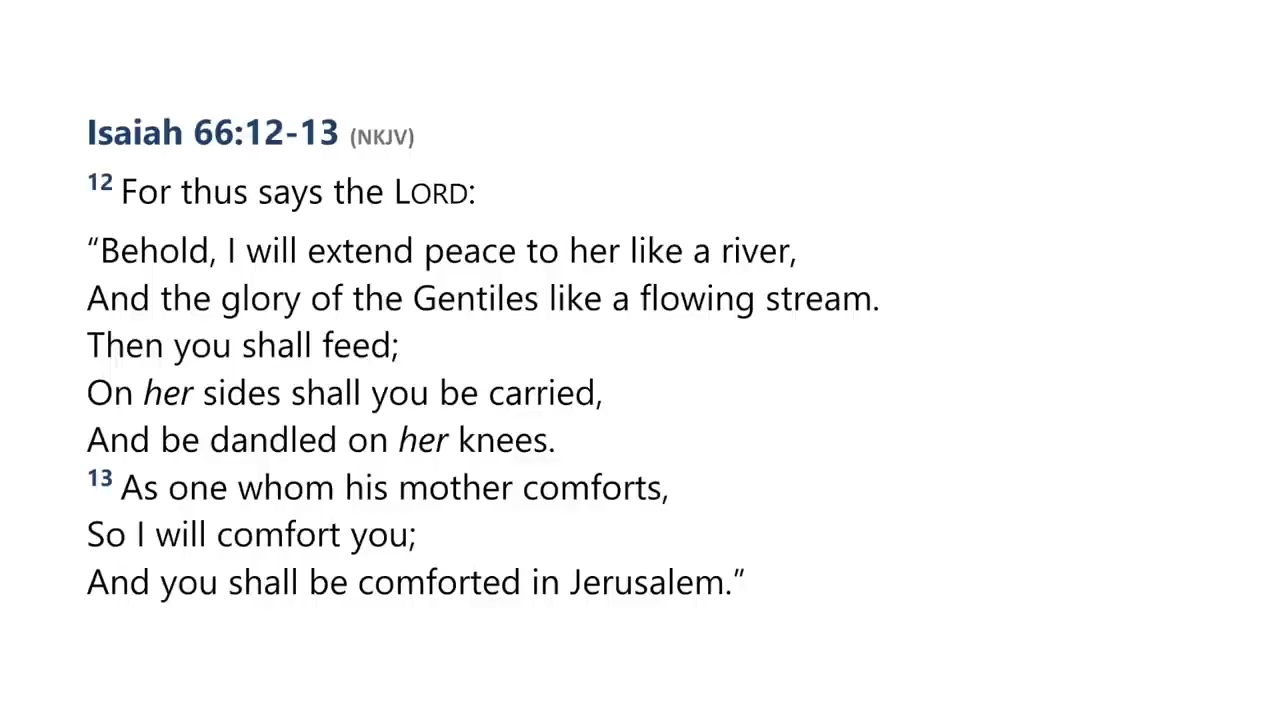 Isaiah 66:12-13 (NKJV)
12 For thus says the LORD:
“Behold, I will extend peace to her like a river,
And the glory of the Gentiles like a flowing stream.
Then you shall feed;
On her sides shall you be carried,
And be dandled on her knees.
13 As one whom his mother comforts,
So I will comfort you;
And you shall be comforted in Jerusalem.”